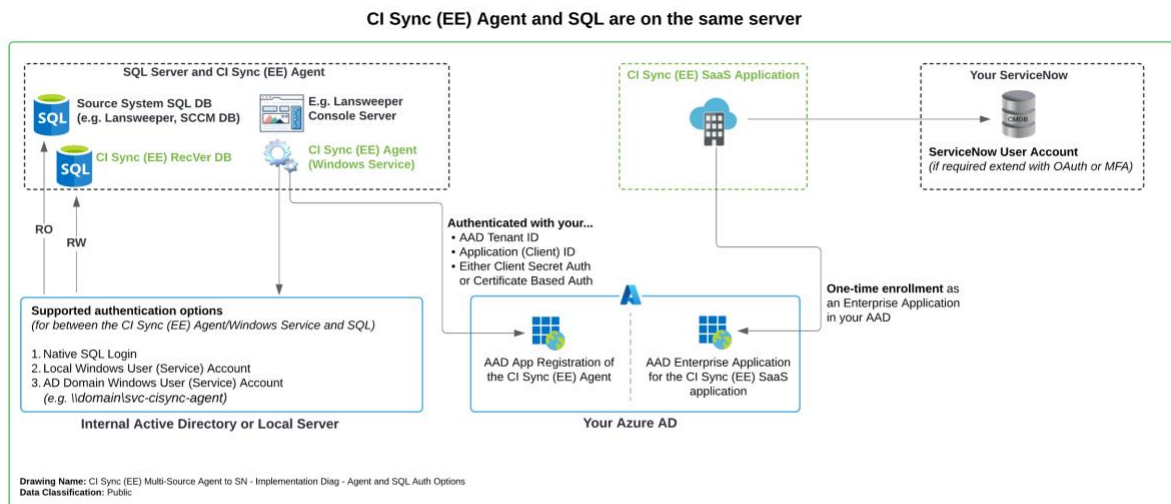 CI Sync (EE) Agent and SQL are on the same server
SQL Server and CI Sync (EE) Agent
SQL
Source System SQL DB
(e.g. Lansweeper, SCCM DB)
E.g. Lansweeper
Console Server
SQL
CI Sync (EE) RecVer DB
CI Sync (EE) Agent
(Windows Service)
CI Sync (EE) SaaS Application
Your ServiceNow
CMDB
ServiceNow User Account
(if required extend with OAuth or MFA)
RO
RW
Authenticated with your...
• AAD Tenant ID
• Application (Client) ID
• Either Client Secret Auth
or Certificate Based Auth
One-time enrollment as
an Enterprise Application
in your AAD
Supported authentication options
(for between the CI Sync (EE) Agent/Windows Service and SQL)
1. Native SQL Login
2. Local Windows User (Service) Account
3. AD Domain Windows User (Service) Account
(e.g. \\domain\svc-cisync-agent)
Internal Active Directory or Local Server
AAD App Registration of
the CI Sync (EE) Agent
AAD Enterprise Application
for the CI Sync (EE) SaaS
application
Your Azure AD
Drawing Name: CI Sync (EE) Multi-Source Agent to SN - Implementation Diag - Agent and SQL Auth Options
Data Classification: Public